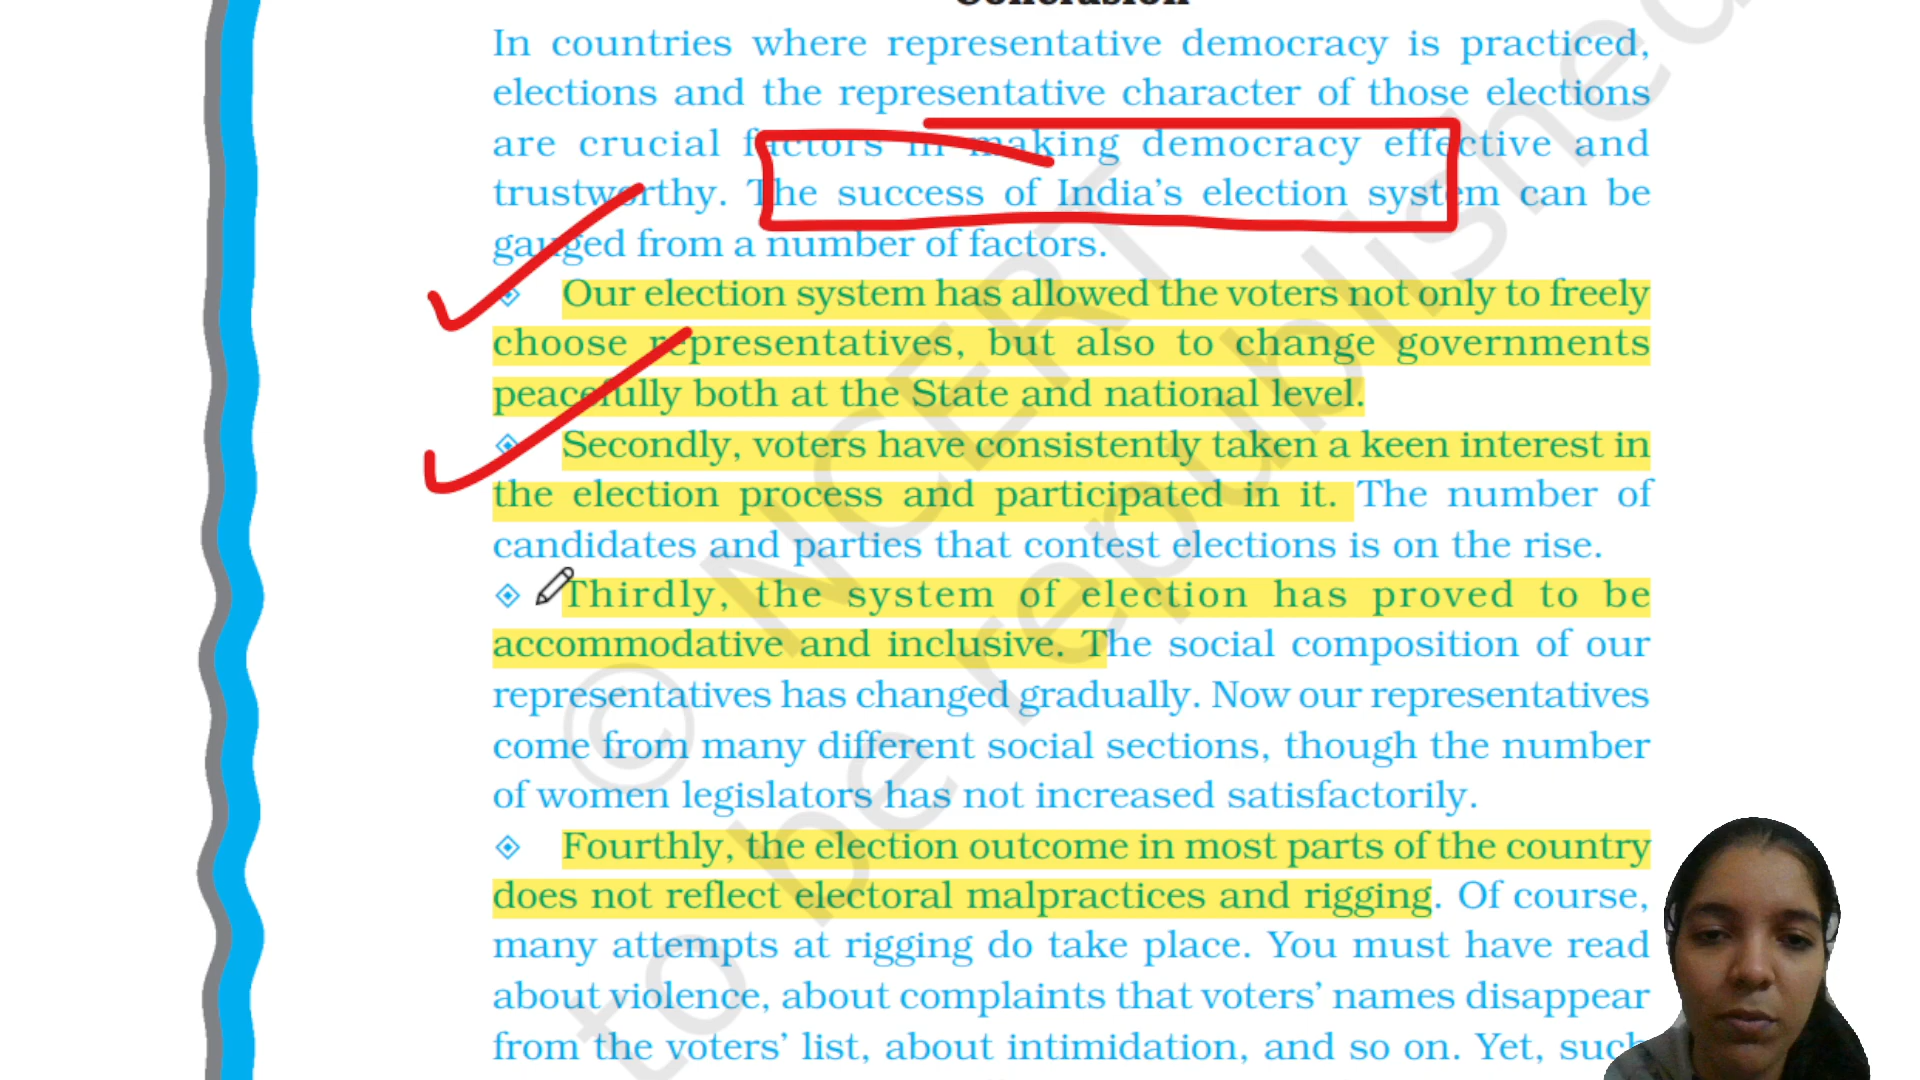 Conclusion
In countries where representative democracy is practiced,
elections and the representative character of those elections
are crucial factors in making democracy effective and
trustworthy. The success of India's election system can be
gauged from a number of factors.
Our election system has allowed the voters not only to freely
choose representatives, but also to change governments
peacefully both at the State and national level.
Secondly, voters have consistently taken a keen interest in
the election process and participated in it. The number of
candidates and parties that contest elections is on the rise.
Thirdly, the system of election has proved to be
accommodative and inclusive. The social composition of our
representatives has changed gradually. Now our representatives
come from many different social sections, though the number
of women legislators has not increased satisfactorily.
Fourthly, the election outcome in most parts of the country
does not reflect electoral malpractices and rigging. Of course,
many attempts at rigging do take place. You must have read
about violence, about complaints that voters' names disappear
from the voters' list, about intimidation, and so on. Yet, such
© NCERT
to be republished